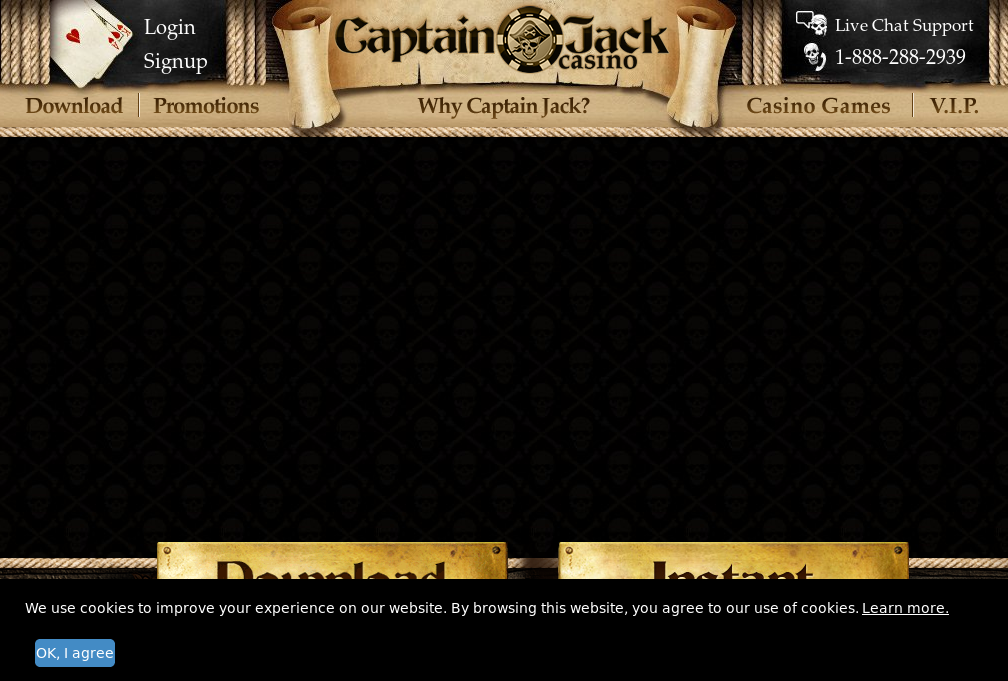 Login
Signup
Captain Jack
casino
Live Chat Support
1-888-288-2939
Download
Promotions
Why Captain Jack?
Casino Games
V.I.P.
Download
Instant
We use cookies to improve your experience on our website. By browsing this website, you agree to our use of cookies. Learn more.
OK, I agree